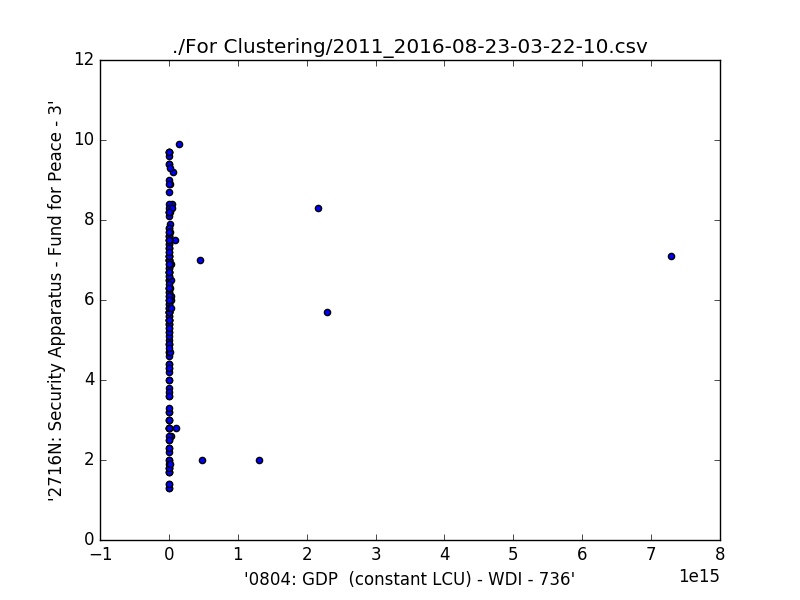 ./For Clustering/2011_2016-08-23-03-22-10.csv
12
10
8
6
4
2
0
'2716N: Security Apparatus - Fund for Peace - 3'
−1 0 1 2 3 4 5 6 7 8
1e15
'0804: GDP  (constant LCU) - WDI - 736'